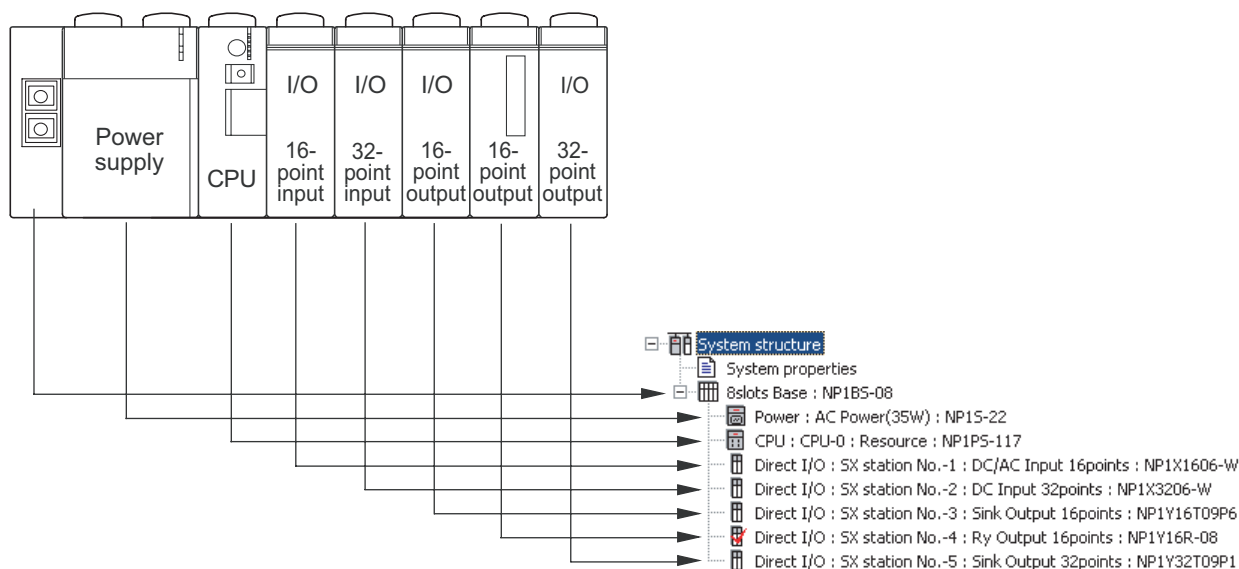 Power
supply
CPU
I/O
16-
point
input
I/O
32-
point
input
I/O
16-
point
output
16-
point
output
I/O
32-
point
output
System structure
System properties
8slots Base : NP1BS-08
Power : AC Power(35W) : NP1S-22
CPU : CPU-0 : Resource : NP1PS-117
Direct I/O : SX station No.-1 : DC/AC Input 16points : NP1X1606-W
Direct I/O : SX station No.-2 : DC Input 32points : NP1X3206-W
Direct I/O : SX station No.-3 : Sink Output 16points : NP1Y16T09P6
Direct I/O : SX station No.-4 : Ry Output 16points : NP1Y16R-08
Direct I/O : SX station No.-5 : Sink Output 32points : NP1Y32T09P1